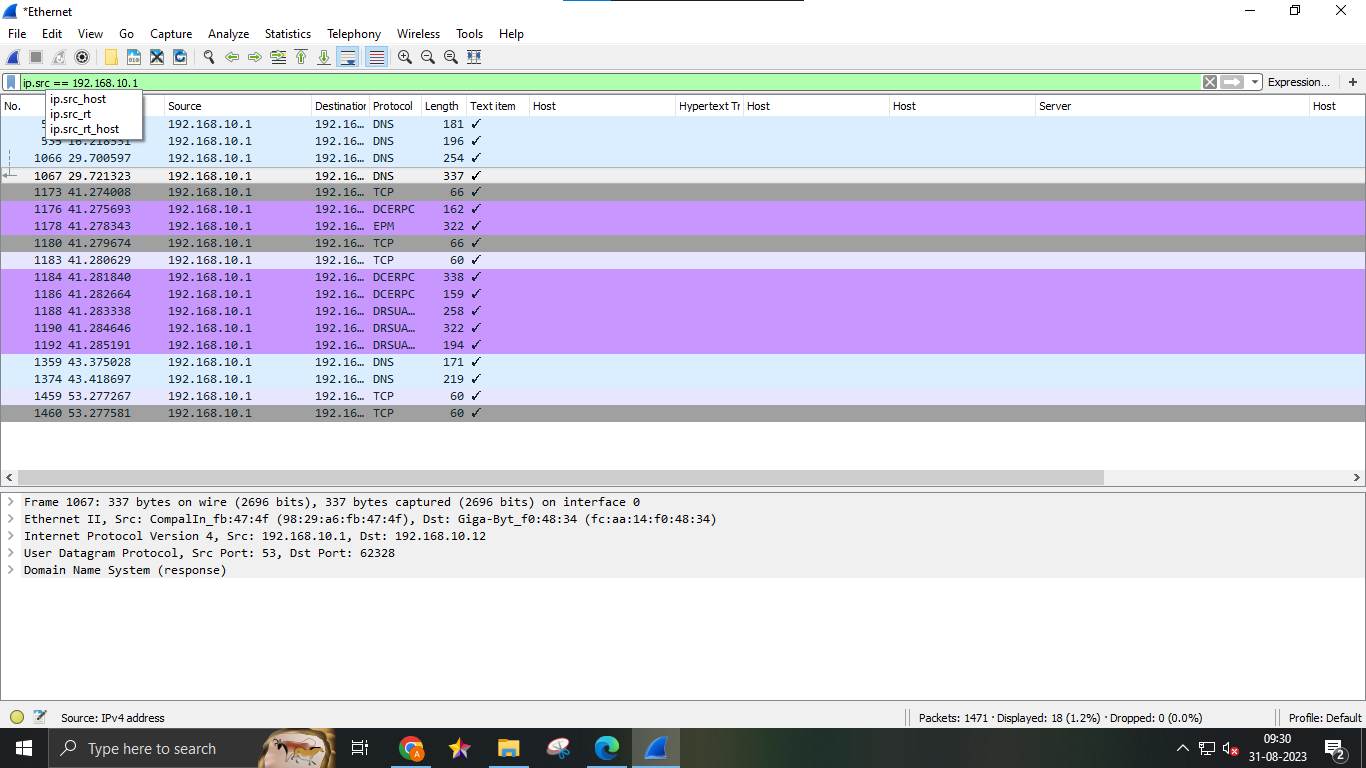 *Ethernet
File Edit View Go Capture Analyze Statistics Telephony Wireless Tools Help
ip.src == 192.168.10.1 Expression... +
ip.src_host
ip.src_rt
ip.src_rt_host
No. Source Destination Protocol Length Text item Host Hypertext Tr Host Host Server Host
192.168.10.1 192.16… DNS 181 ✓
192.168.10.1 192.16… DNS 196 ✓
1066 29.700597 192.168.10.1 192.16… DNS 254 ✓
1067 29.721323 192.168.10.1 192.16… DNS 337 ✓
1173 41.274008 192.168.10.1 192.16… TCP 66 ✓
1176 41.275693 192.168.10.1 192.16… DCERPC 162 ✓
1178 41.278343 192.168.10.1 192.16… EPM 322 ✓
1180 41.279674 192.168.10.1 192.16… TCP 66 ✓
1183 41.280629 192.168.10.1 192.16… TCP 60 ✓
1184 41.281840 192.168.10.1 192.16… DCERPC 338 ✓
1186 41.282664 192.168.10.1 192.16… DCERPC 159 ✓
1188 41.283338 192.168.10.1 192.16… DRSUA… 258 ✓
1190 41.284646 192.168.10.1 192.16… DRSUA… 322 ✓
1192 41.285191 192.168.10.1 192.16… DRSUA… 194 ✓
1359 43.375028 192.168.10.1 192.16… DNS 171 ✓
1374 43.418697 192.168.10.1 192.16… DNS 219 ✓
1459 53.277267 192.168.10.1 192.16… TCP 60 ✓
1460 53.277581 192.168.10.1 192.16… TCP 60 ✓
Frame 1067: 337 bytes on wire (2696 bits), 337 bytes captured (2696 bits) on interface 0
Ethernet II, Src: CompalIn_fb:47:4f (98:29:a6:fb:47:4f), Dst: Giga-Byt_f0:48:34 (fc:aa:14:f0:48:34)
Internet Protocol Version 4, Src: 192.168.10.1, Dst: 192.168.10.12
User Datagram Protocol, Src Port: 53, Dst Port: 62328
Domain Name System (response)
Source: IPv4 address Packets: 1471 · Displayed: 18 (1.2%) · Dropped: 0 (0.0%) Profile: Default
Type here to search
09:30
31-08-2023
2